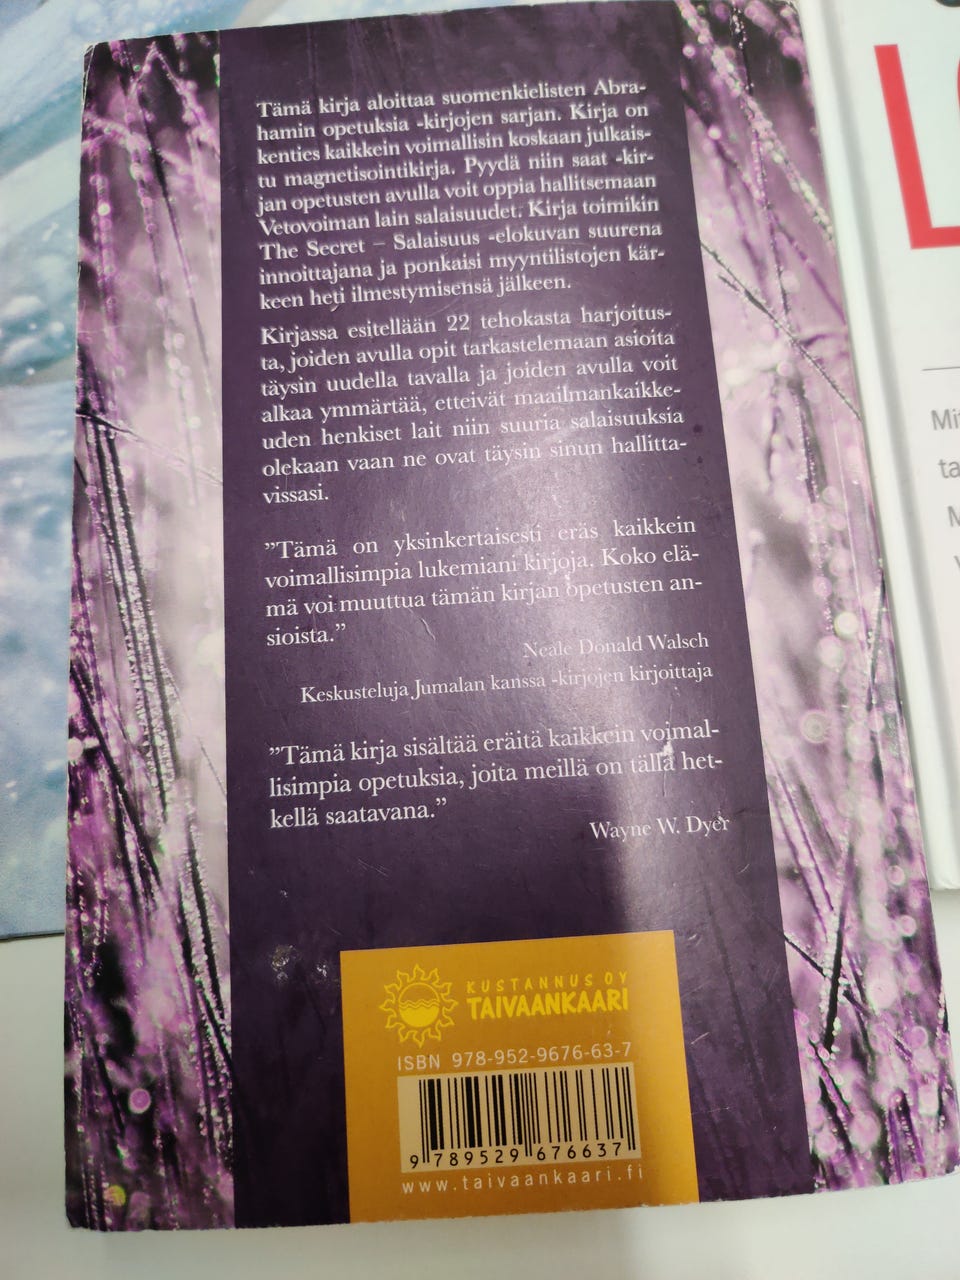 Tämä kirja aloittaa suomenkielisten Abra-
hamin opetuksia -kirjojen sarjan. Kirja on
kenties kaikkein voimallisin koskaan julkais-
tu magnetisointikirja. Pyydä niin saat -kir-
jan opetusten avulla voit oppia hallitsemaan
Vetovoiman lain salaisuudet. Kirja toimikin
The Secret – Salaisuus -elokuvan suurena
innoittajana ja ponkaisi myyntilistojen kär-
keen heti ilmestymisensä jälkeen.
Kirjassa esitellään 22 tehokasta harjoitus-
ta, joiden avulla opit tarkastelemaan asioita
täysin uudella tavalla ja joiden avulla voit
alkaa ymmärtää, etteivät maailmankaikke-
uden henkiset lait niin suuria salaisuuksia
olekaan vaan ne ovat täysin sinun hallitta-
vissasi.
”Tämä on yksinkertaisesti eräs kaikkein
voimallisimpia lukemiani kirjoja. Koko elä-
mä voi muuttua tämän kirjan opetusten an-
sioista.”
Neale Donald Walsch
Keskusteluja Jumalan kanssa -kirjojen kirjoittaja
”Tämä kirja sisältää eräitä kaikkein voimal-
lisimpia opetuksia, joita meillä on tällä het-
kellä saatavana.”
Wayne W. Dyer
KUSTANNUS OY
TAIVAANKAARI
ISBN 978-952-9676-63-7
9 789529 676637
www.taivaankaari.fi